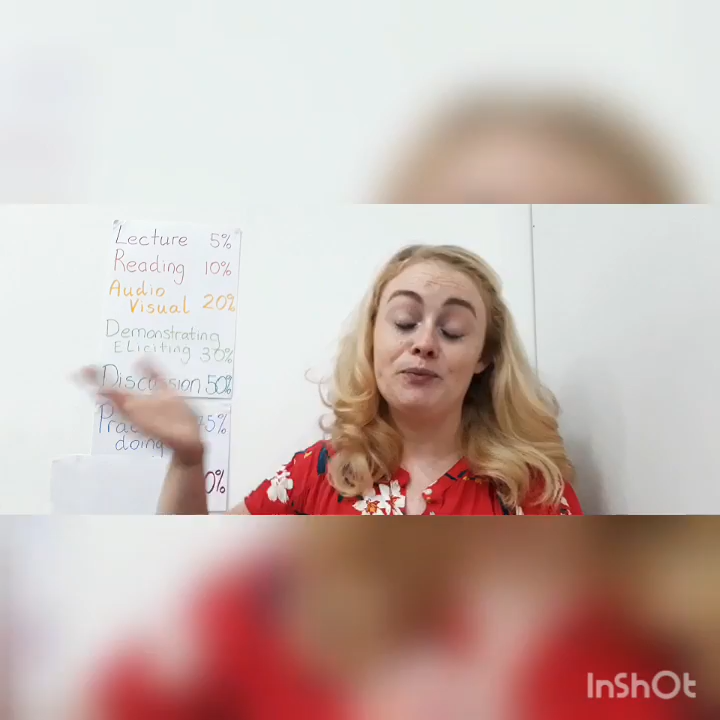 Lecture 5%
Reading 10%
Audio
Visual 20%
Demonstrating
ELiciting 30%
Discussion 50%
doing
InShOt